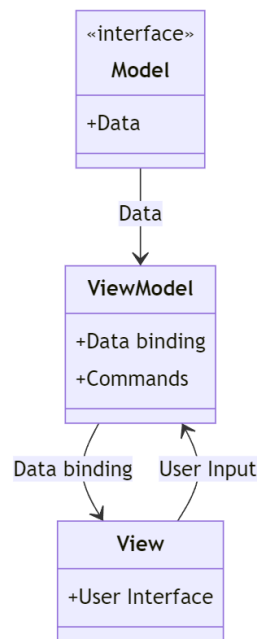 «interface»
Model
+Data
Data
ViewModel
+Data binding
+Commands
Data binding
User Input
View
+User Interface